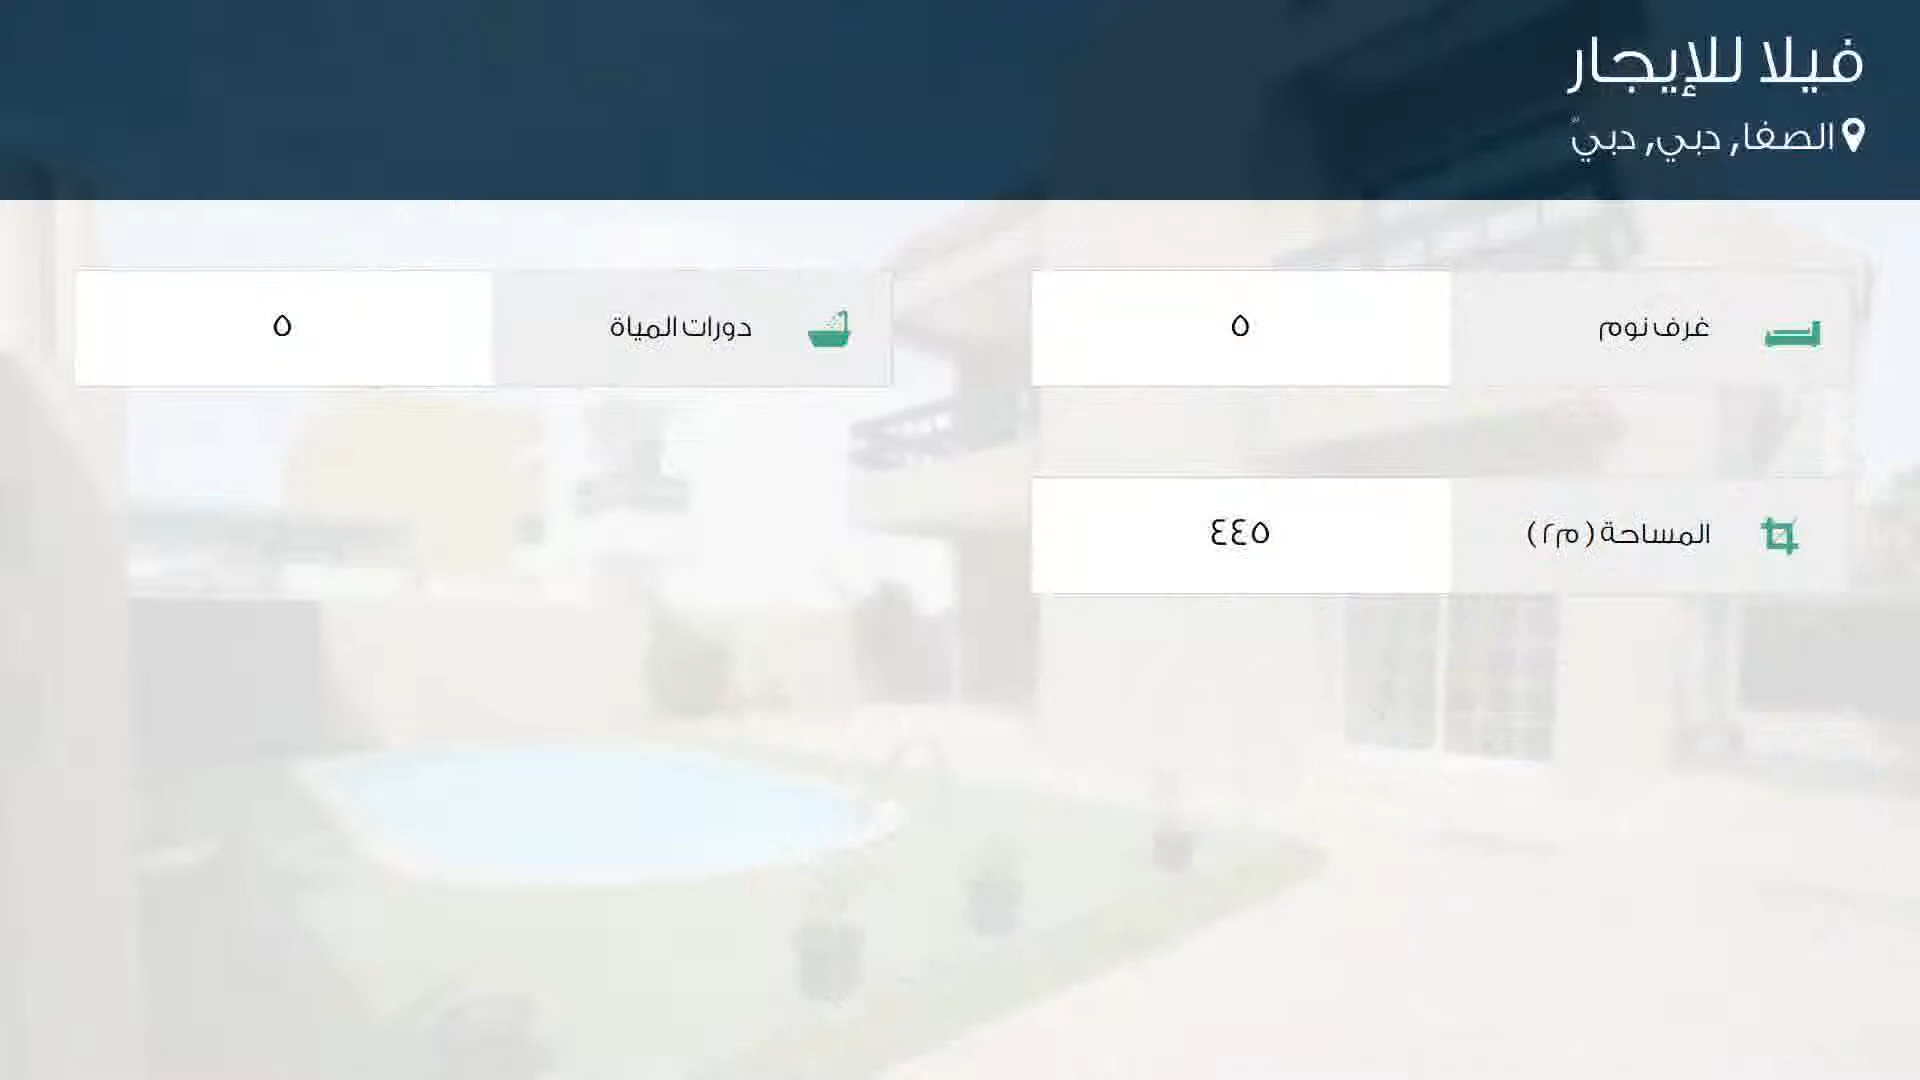 فيلا للإيجار
الصفا, دبي, دبيّ
غرف نوم
٥
دورات المياة
٥
المساحة (م٢)
٤٤٥